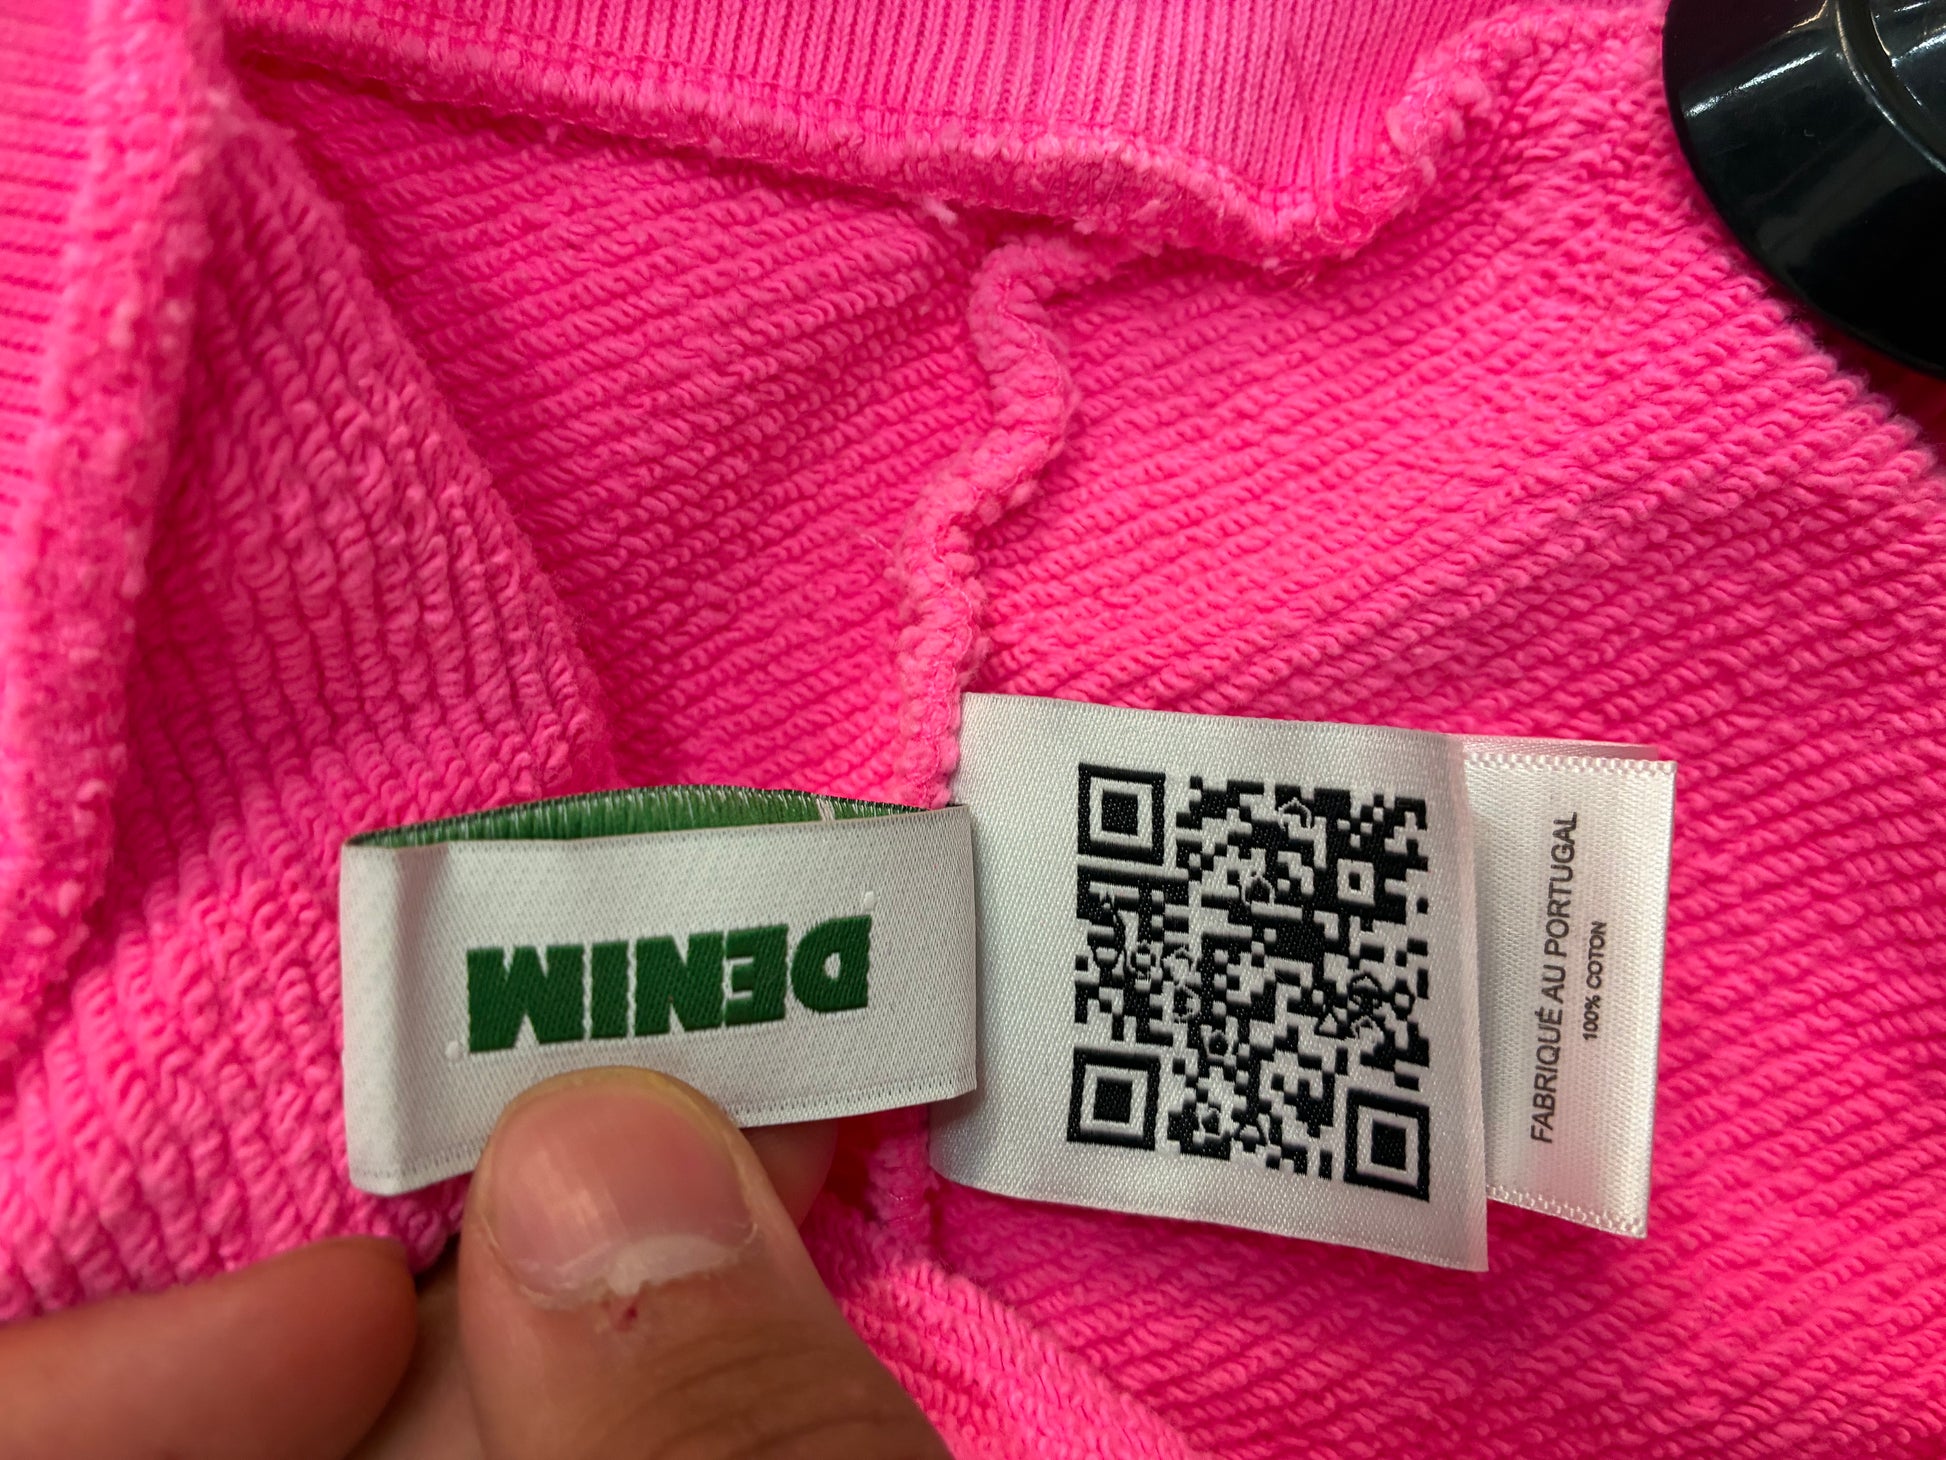 DENIM
FABRIQUÉ AU PORTUGAL
100% COTON